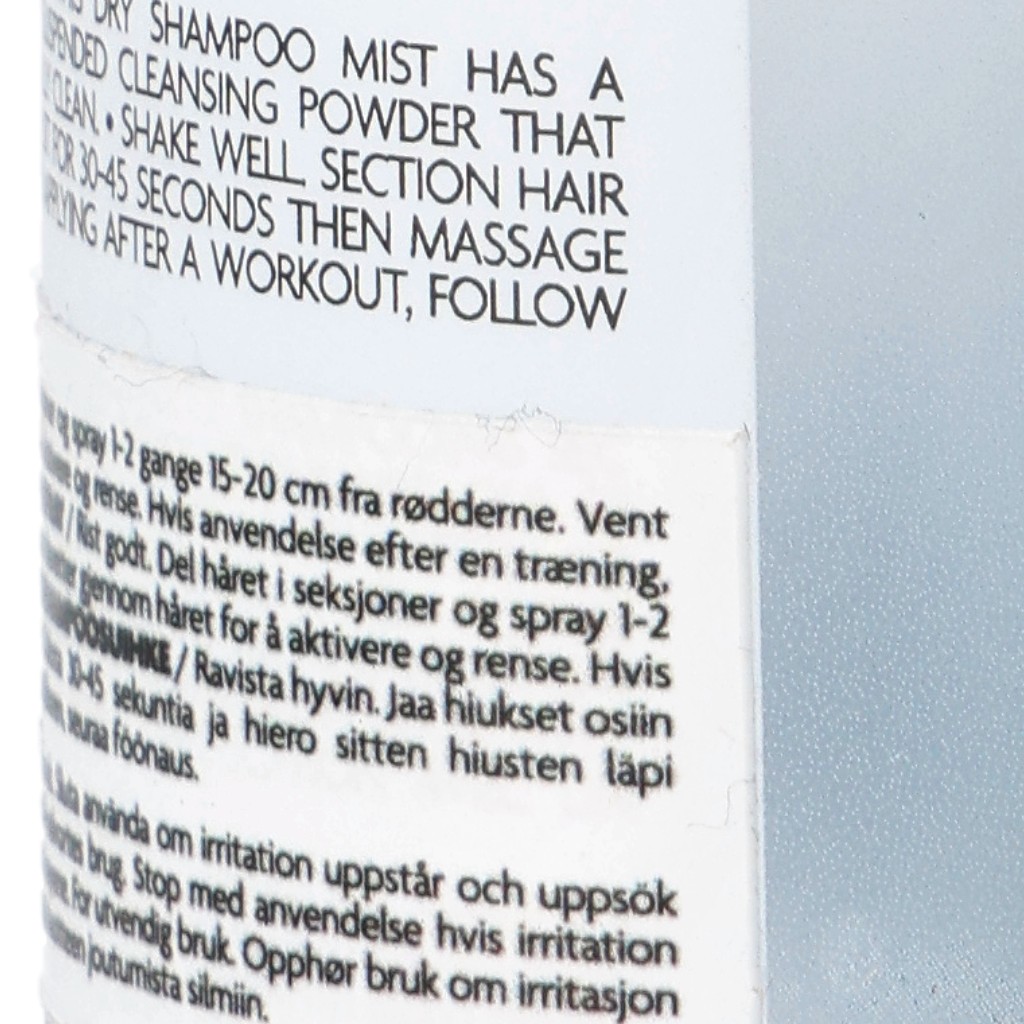 DRY SHAMPOO MIST HAS A
CLEANSING POWDER THAT
CLEAN. • SHAKE WELL. SECTION HAIR
FOR 30-45 SECONDS THEN MASSAGE
AFTER A WORKOUT, FOLLOW
og spray 1-2 gange 15-20 cm fra rødderne. Vent
og rense. Hvis anvendelse efter en træning,
/ Rist godt. Del håret i seksjoner og spray 1-2
gjennom håret for å aktivere og rense. Hvis
/ Ravista hyvin. Jaa hiukset osiin
30-45 sekuntia ja hiero sitten hiusten läpi
föönaus.
använda om irritation uppstår och uppsök
brug. Stop med anvendelse hvis irritation
For utvendig bruk. Opphør bruk om irritasjon
joutumista silmiin.